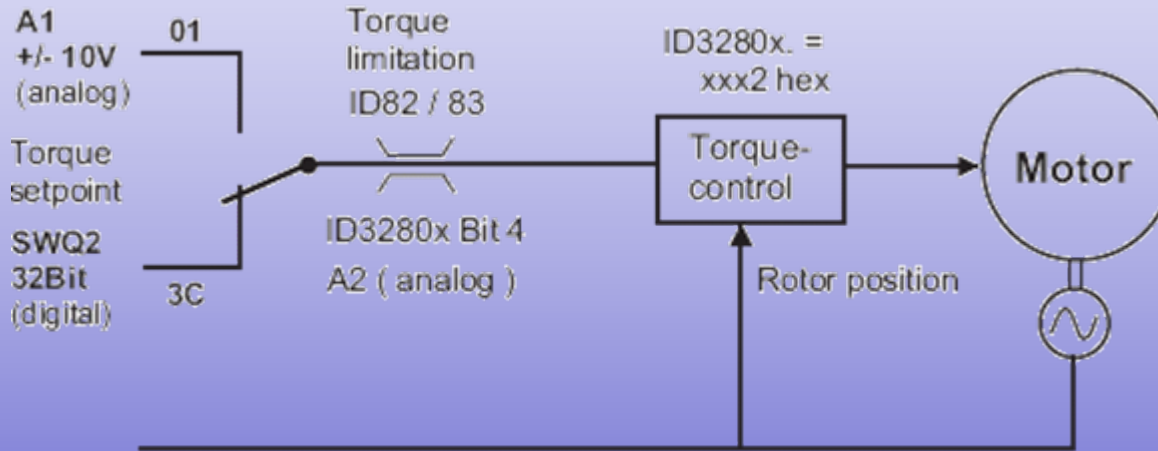 A1
+/- 10V
(analog)
01
Torque
setpoint
SWQ2
32Bit
(digital)
3C
Torque
limitation
ID82 / 83
ID3280x Bit 4
A2 ( analog )
ID3280x. =
xxx2 hex
Torque-
control
Rotor position
Motor